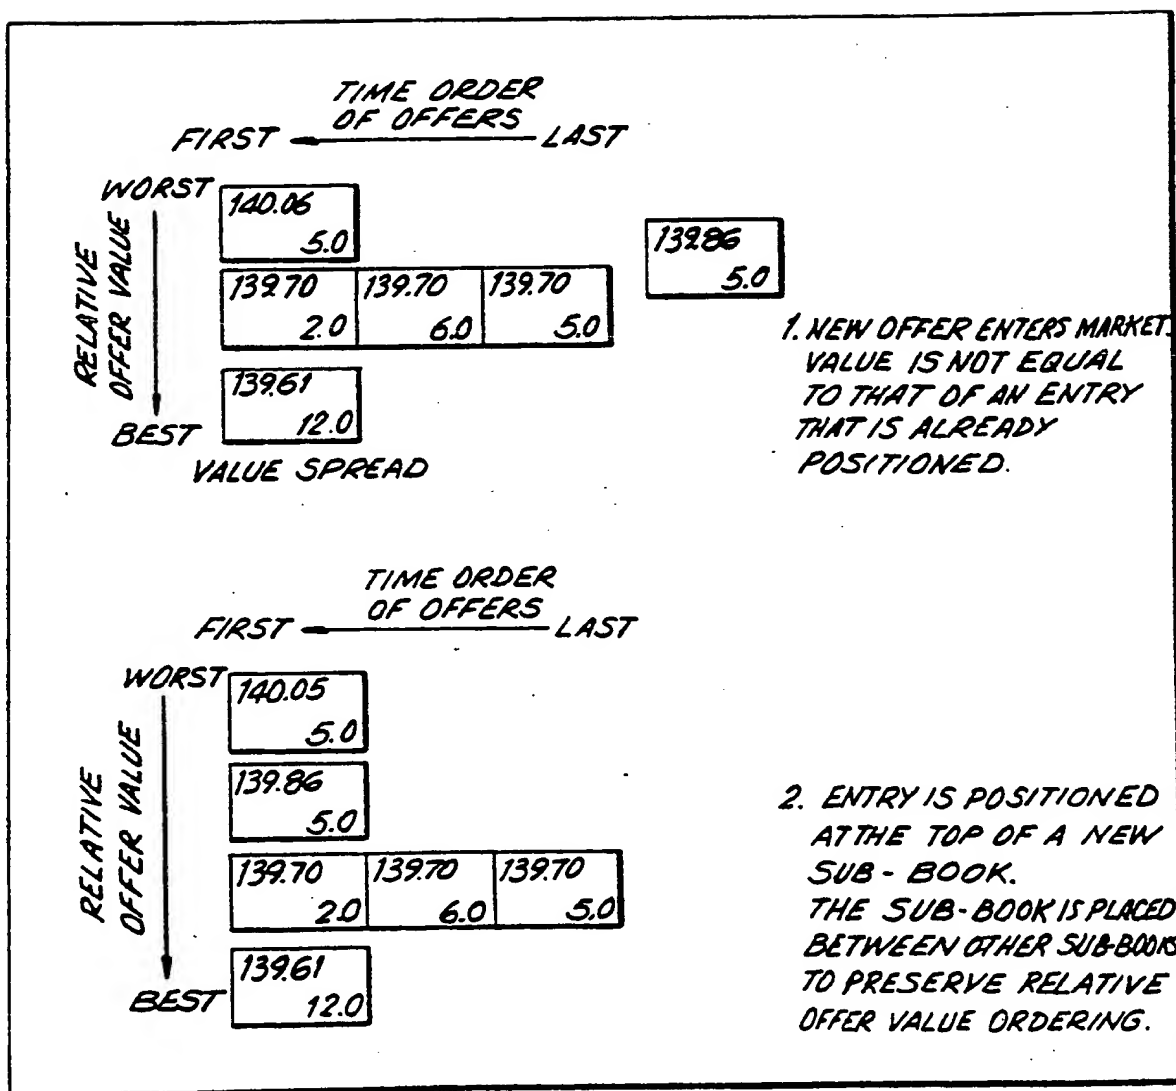 TIME ORDER
OF OFFERS
FIRST LAST
WORST
RELATIVE
OFFER VALUE
BEST
140.06
5.0
139.86
5.0
139.70 139.70 139.70
2.0 6.0 5.0
139.61
12.0
VALUE SPREAD
1. NEW OFFER ENTERS MARKET.
VALUE IS NOT EQUAL
TO THAT OF AN ENTRY
THAT IS ALREADY
POSITIONED.
TIME ORDER
OF OFFERS
FIRST LAST
WORST
RELATIVE
OFFER VALUE
BEST
140.05
5.0
139.86
5.0
139.70 139.70 139.70
2.0 6.0 5.0
139.61
12.0
2. ENTRY IS POSITIONED
AT THE TOP OF A NEW
SUB-BOOK.
THE SUB-BOOK IS PLACED
BETWEEN OTHER SUB-BOOKS
TO PRESERVE RELATIVE
OFFER VALUE ORDERING.